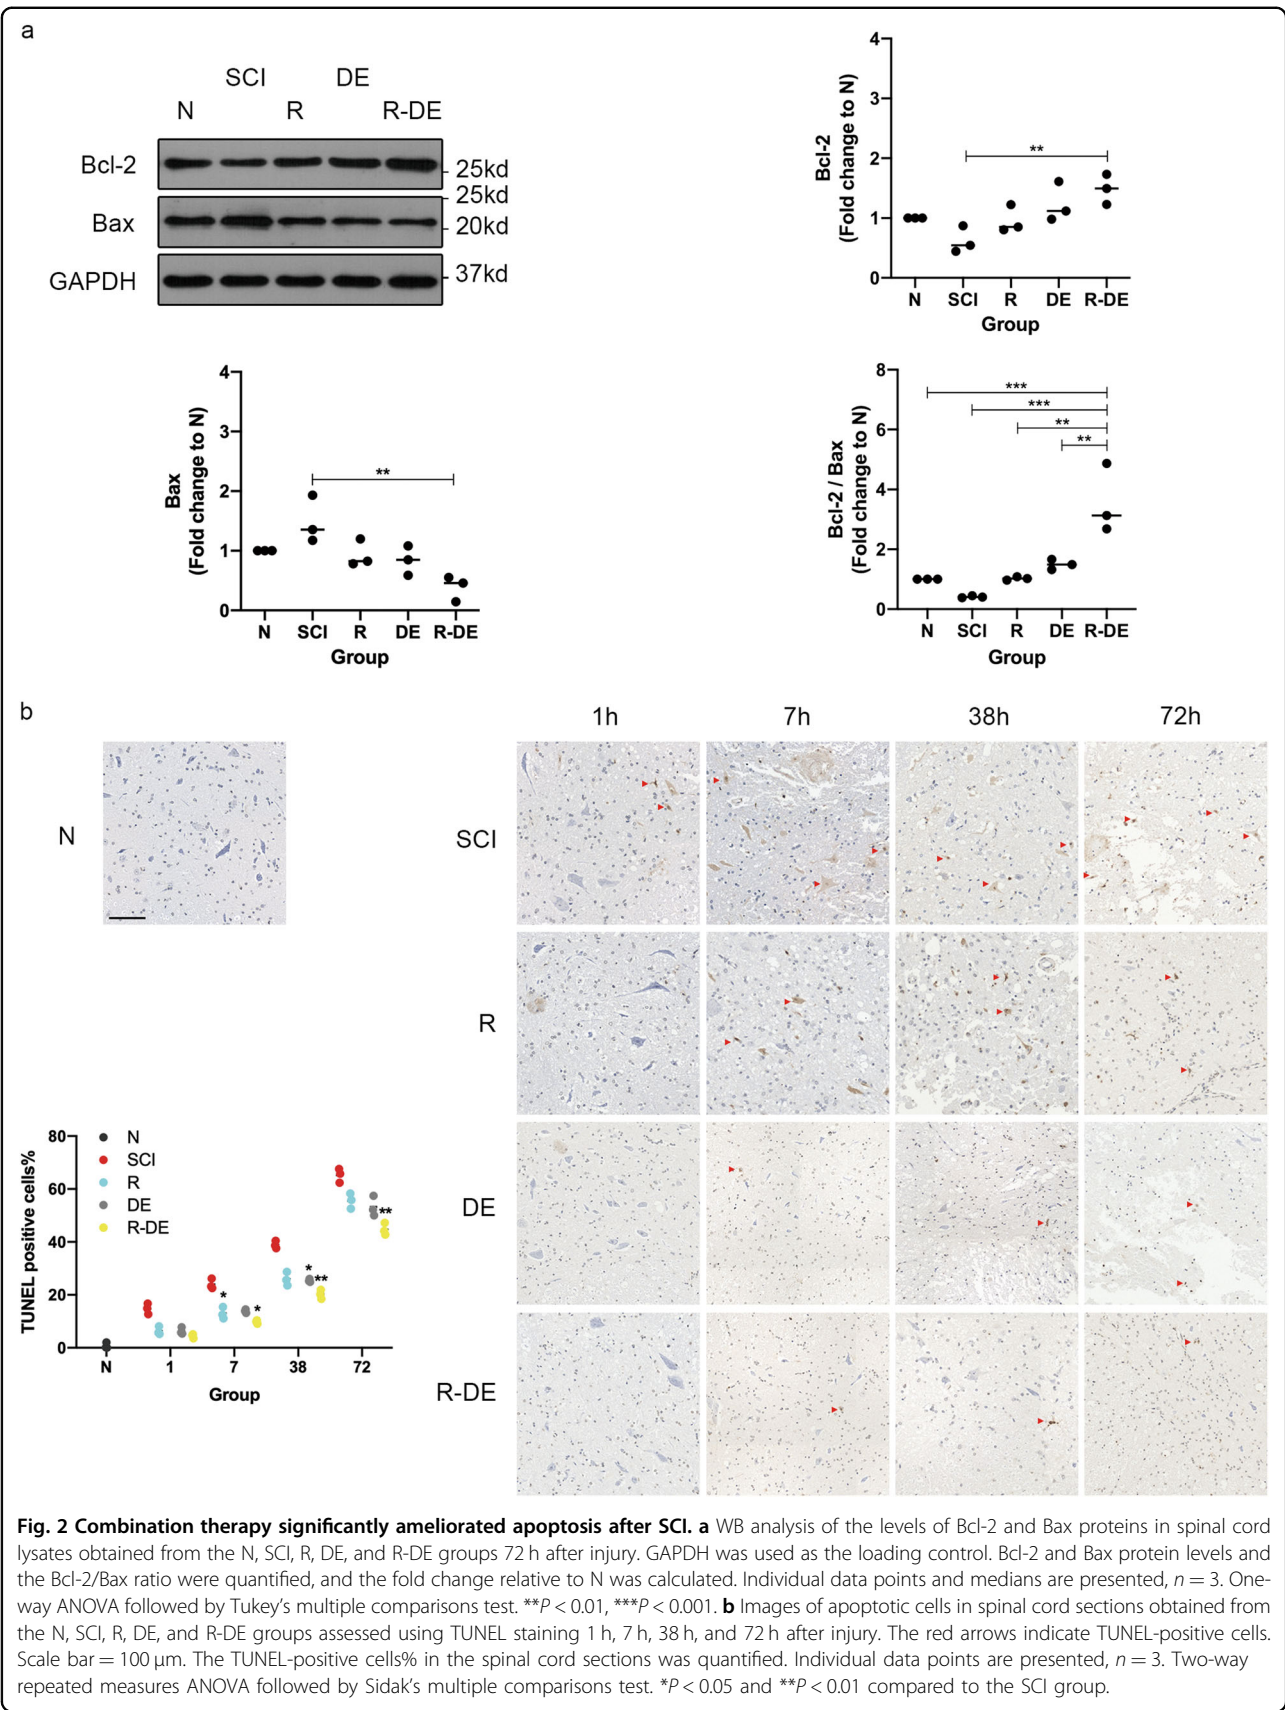 a
SCI DE
N R R-DE
Bcl-2
25kd
25kd
Bax
20kd
GAPDH
37kd
4
3
2
1
0
Bcl-2
(Fold change to N)
**
N SCI R DE R-DE
Group
4
3
2
1
0
Bax
(Fold change to N)
**
N SCI R DE R-DE
Group
8
6
4
2
0
Bcl-2 / Bax
(Fold change to N)
***
***
**
**
N SCI R DE R-DE
Group
b
1h 7h 38h 72h
N
SCI
R
DE
R-DE
80
60
40
20
0
TUNEL positive cells%
N
SCI
R
DE
R-DE
*
*
*
**
**
N 1 7 38 72
Group
Fig. 2 Combination therapy significantly ameliorated apoptosis after SCI. a WB analysis of the levels of Bcl-2 and Bax proteins in spinal cord
lysates obtained from the N, SCI, R, DE, and R-DE groups 72 h after injury. GAPDH was used as the loading control. Bcl-2 and Bax protein levels and
the Bcl-2/Bax ratio were quantified, and the fold change relative to N was calculated. Individual data points and medians are presented, n = 3. One-
way ANOVA followed by Tukey's multiple comparisons test. **P < 0.01, ***P < 0.001. b Images of apoptotic cells in spinal cord sections obtained from
the N, SCI, R, DE, and R-DE groups assessed using TUNEL staining 1 h, 7 h, 38 h, and 72 h after injury. The red arrows indicate TUNEL-positive cells.
Scale bar = 100 μm. The TUNEL-positive cells% in the spinal cord sections was quantified. Individual data points are presented, n = 3. Two-way
repeated measures ANOVA followed by Sidak's multiple comparisons test. *P < 0.05 and **P < 0.01 compared to the SCI group.